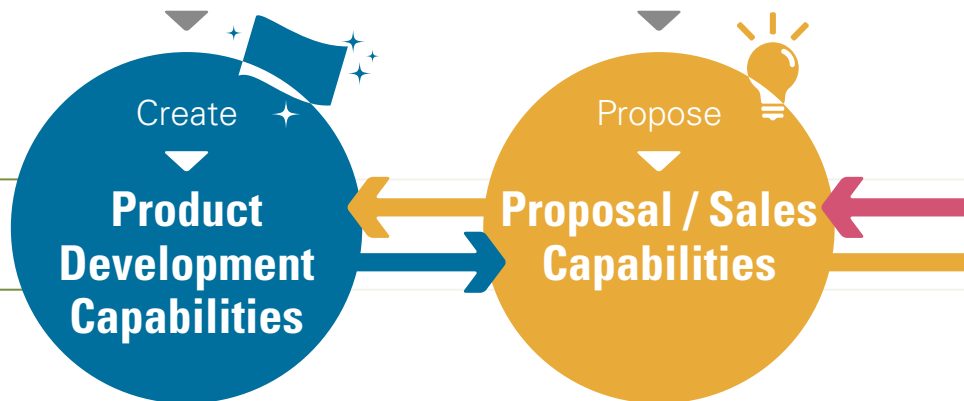 Create
Product
Development
Capabilities
Propose
Proposal / Sales
Capabilities